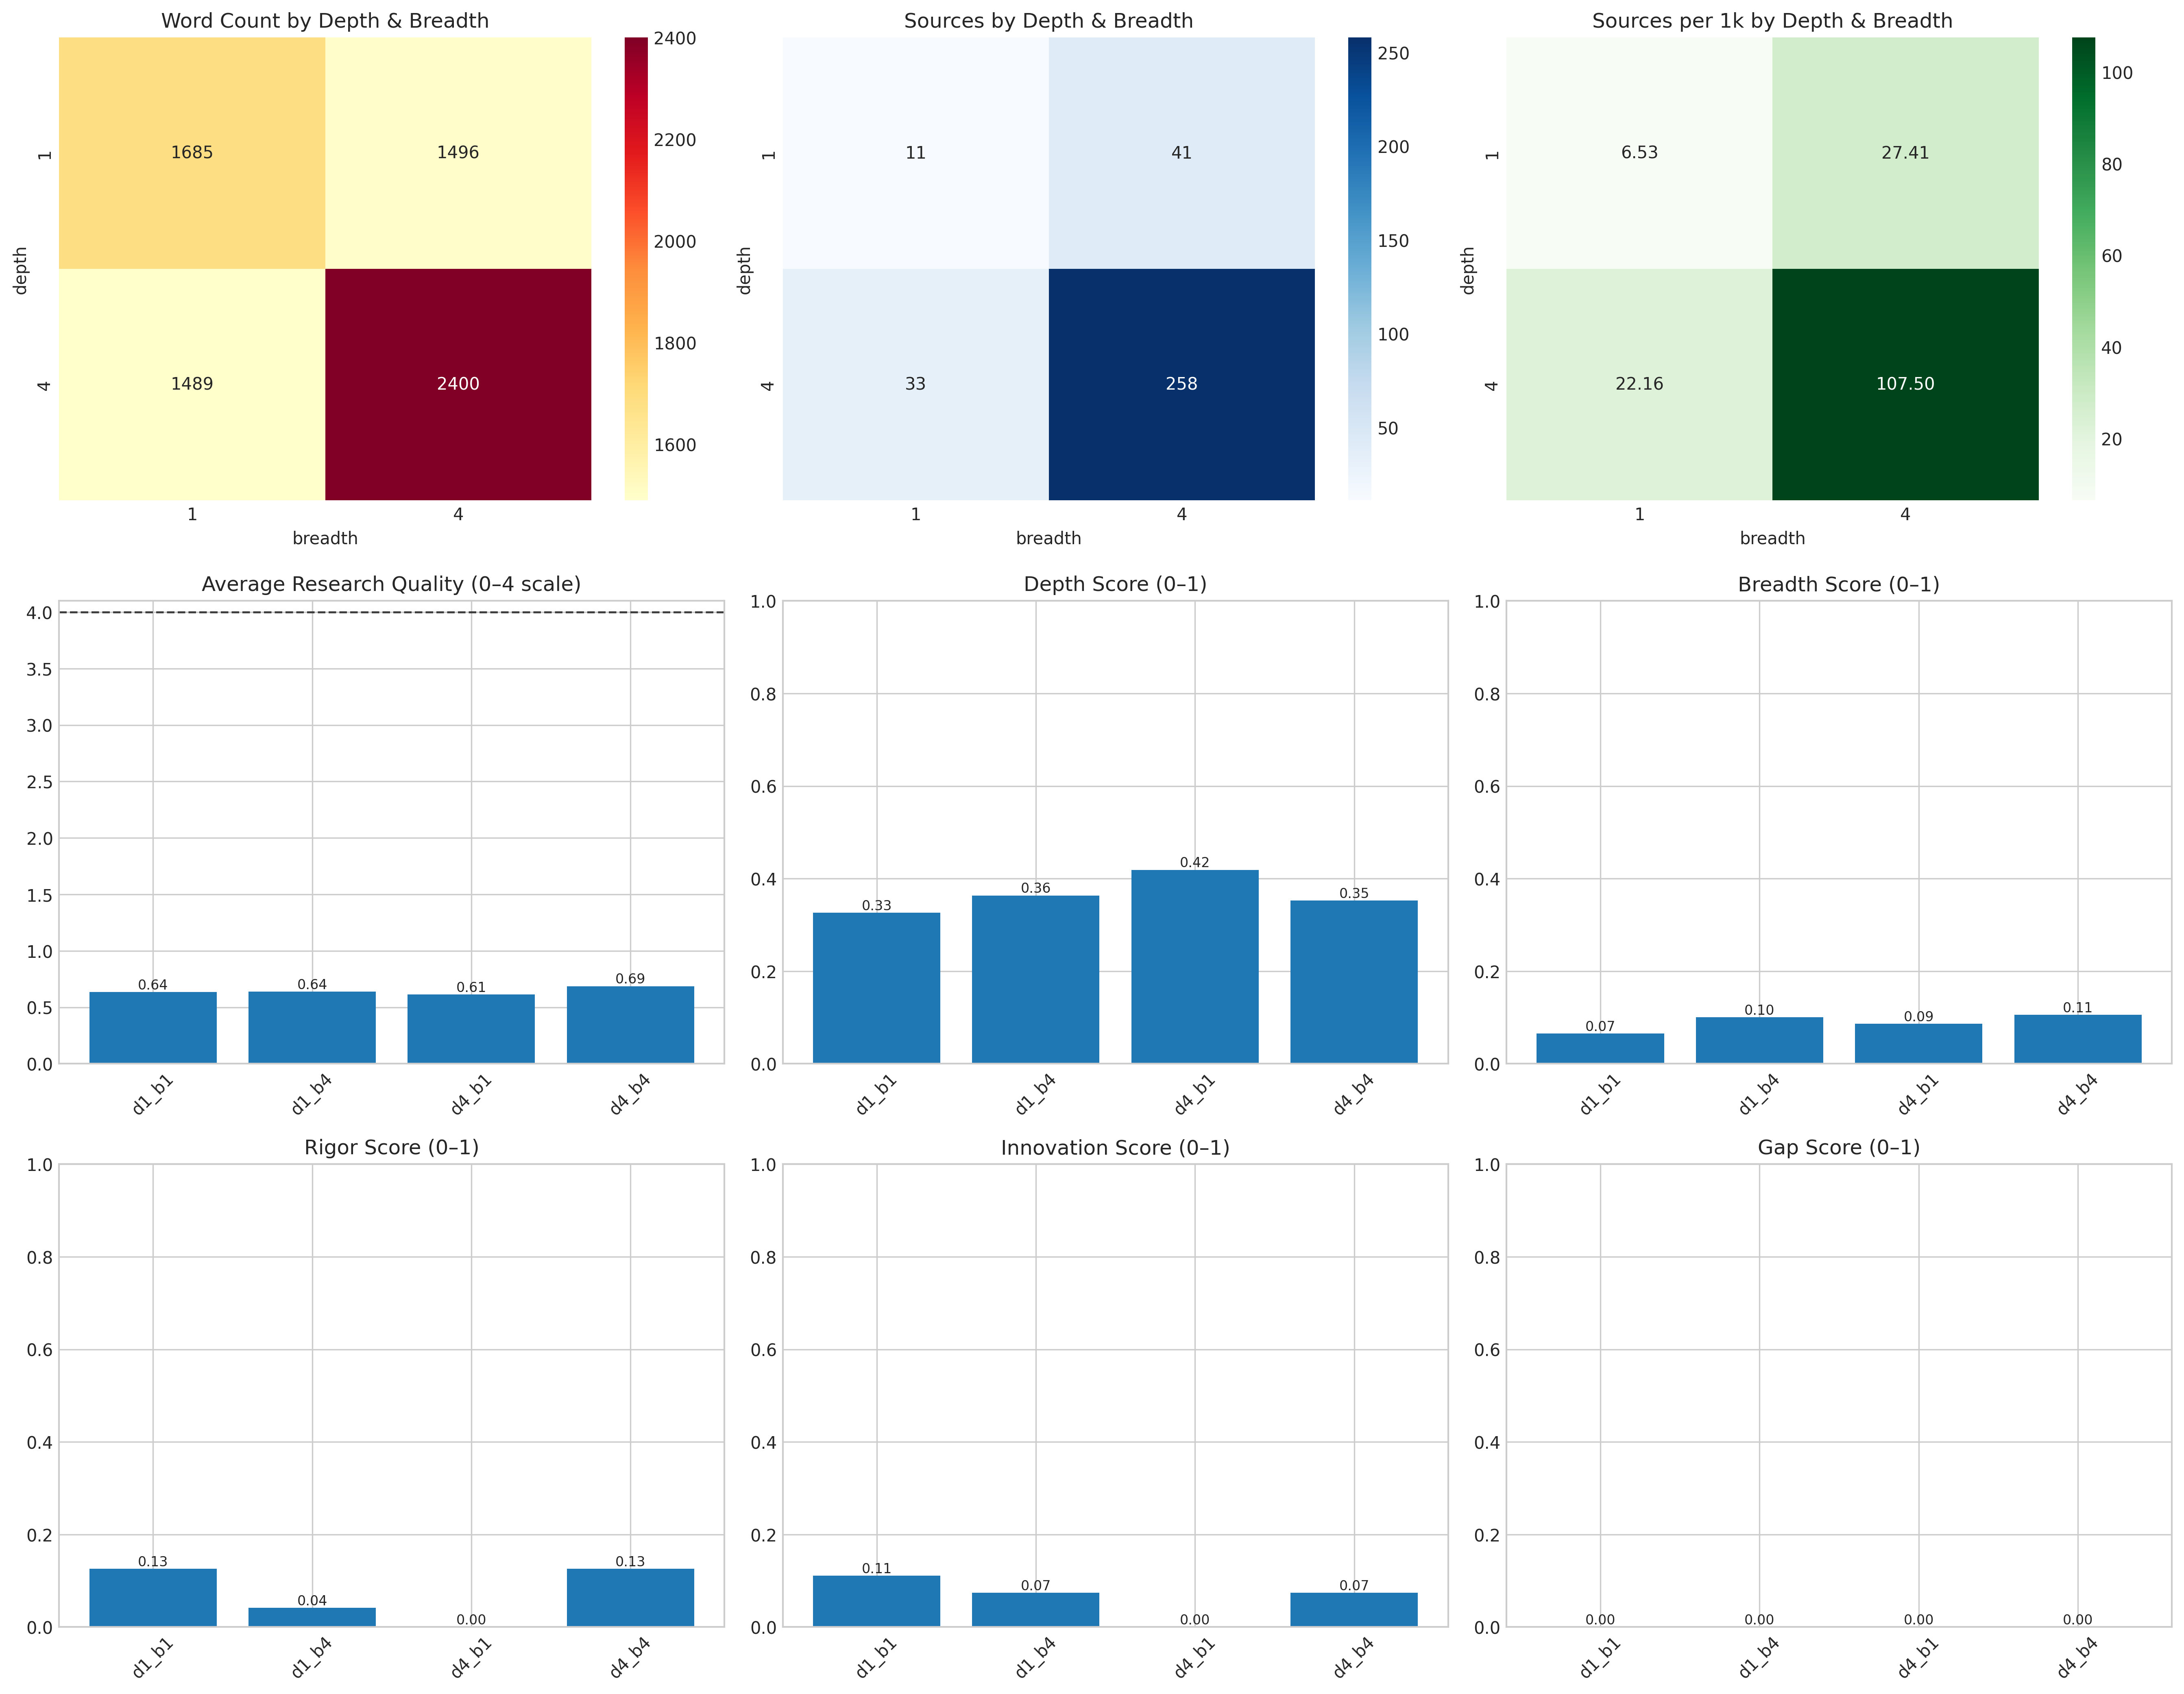 Word Count by Depth & Breadth
2400
2200
2000
1800
1600
1685
1496
1489
2400
1
4
depth
1
4
breadth
Sources by Depth & Breadth
250
200
150
100
50
11
41
33
258
1
4
depth
1
4
breadth
Sources per 1k by Depth & Breadth
100
80
60
40
20
6.53
27.41
22.16
107.50
1
4
depth
1
4
breadth
Average Research Quality (0–4 scale)
4.0
3.5
3.0
2.5
2.0
1.5
1.0
0.5
0.0
0.64
0.64
0.61
0.69
d1_b1
d1_b4
d4_b1
d4_b4
Depth Score (0–1)
1.0
0.8
0.6
0.4
0.2
0.0
0.33
0.36
0.42
0.35
d1_b1
d1_b4
d4_b1
d4_b4
Breadth Score (0–1)
1.0
0.8
0.6
0.4
0.2
0.0
0.07
0.10
0.09
0.11
d1_b1
d1_b4
d4_b1
d4_b4
Rigor Score (0–1)
1.0
0.8
0.6
0.4
0.2
0.0
0.13
0.04
0.00
0.13
d1_b1
d1_b4
d4_b1
d4_b4
Innovation Score (0–1)
1.0
0.8
0.6
0.4
0.2
0.0
0.11
0.07
0.00
0.07
d1_b1
d1_b4
d4_b1
d4_b4
Gap Score (0–1)
1.0
0.8
0.6
0.4
0.2
0.0
0.00
0.00
0.00
0.00
d1_b1
d1_b4
d4_b1
d4_b4